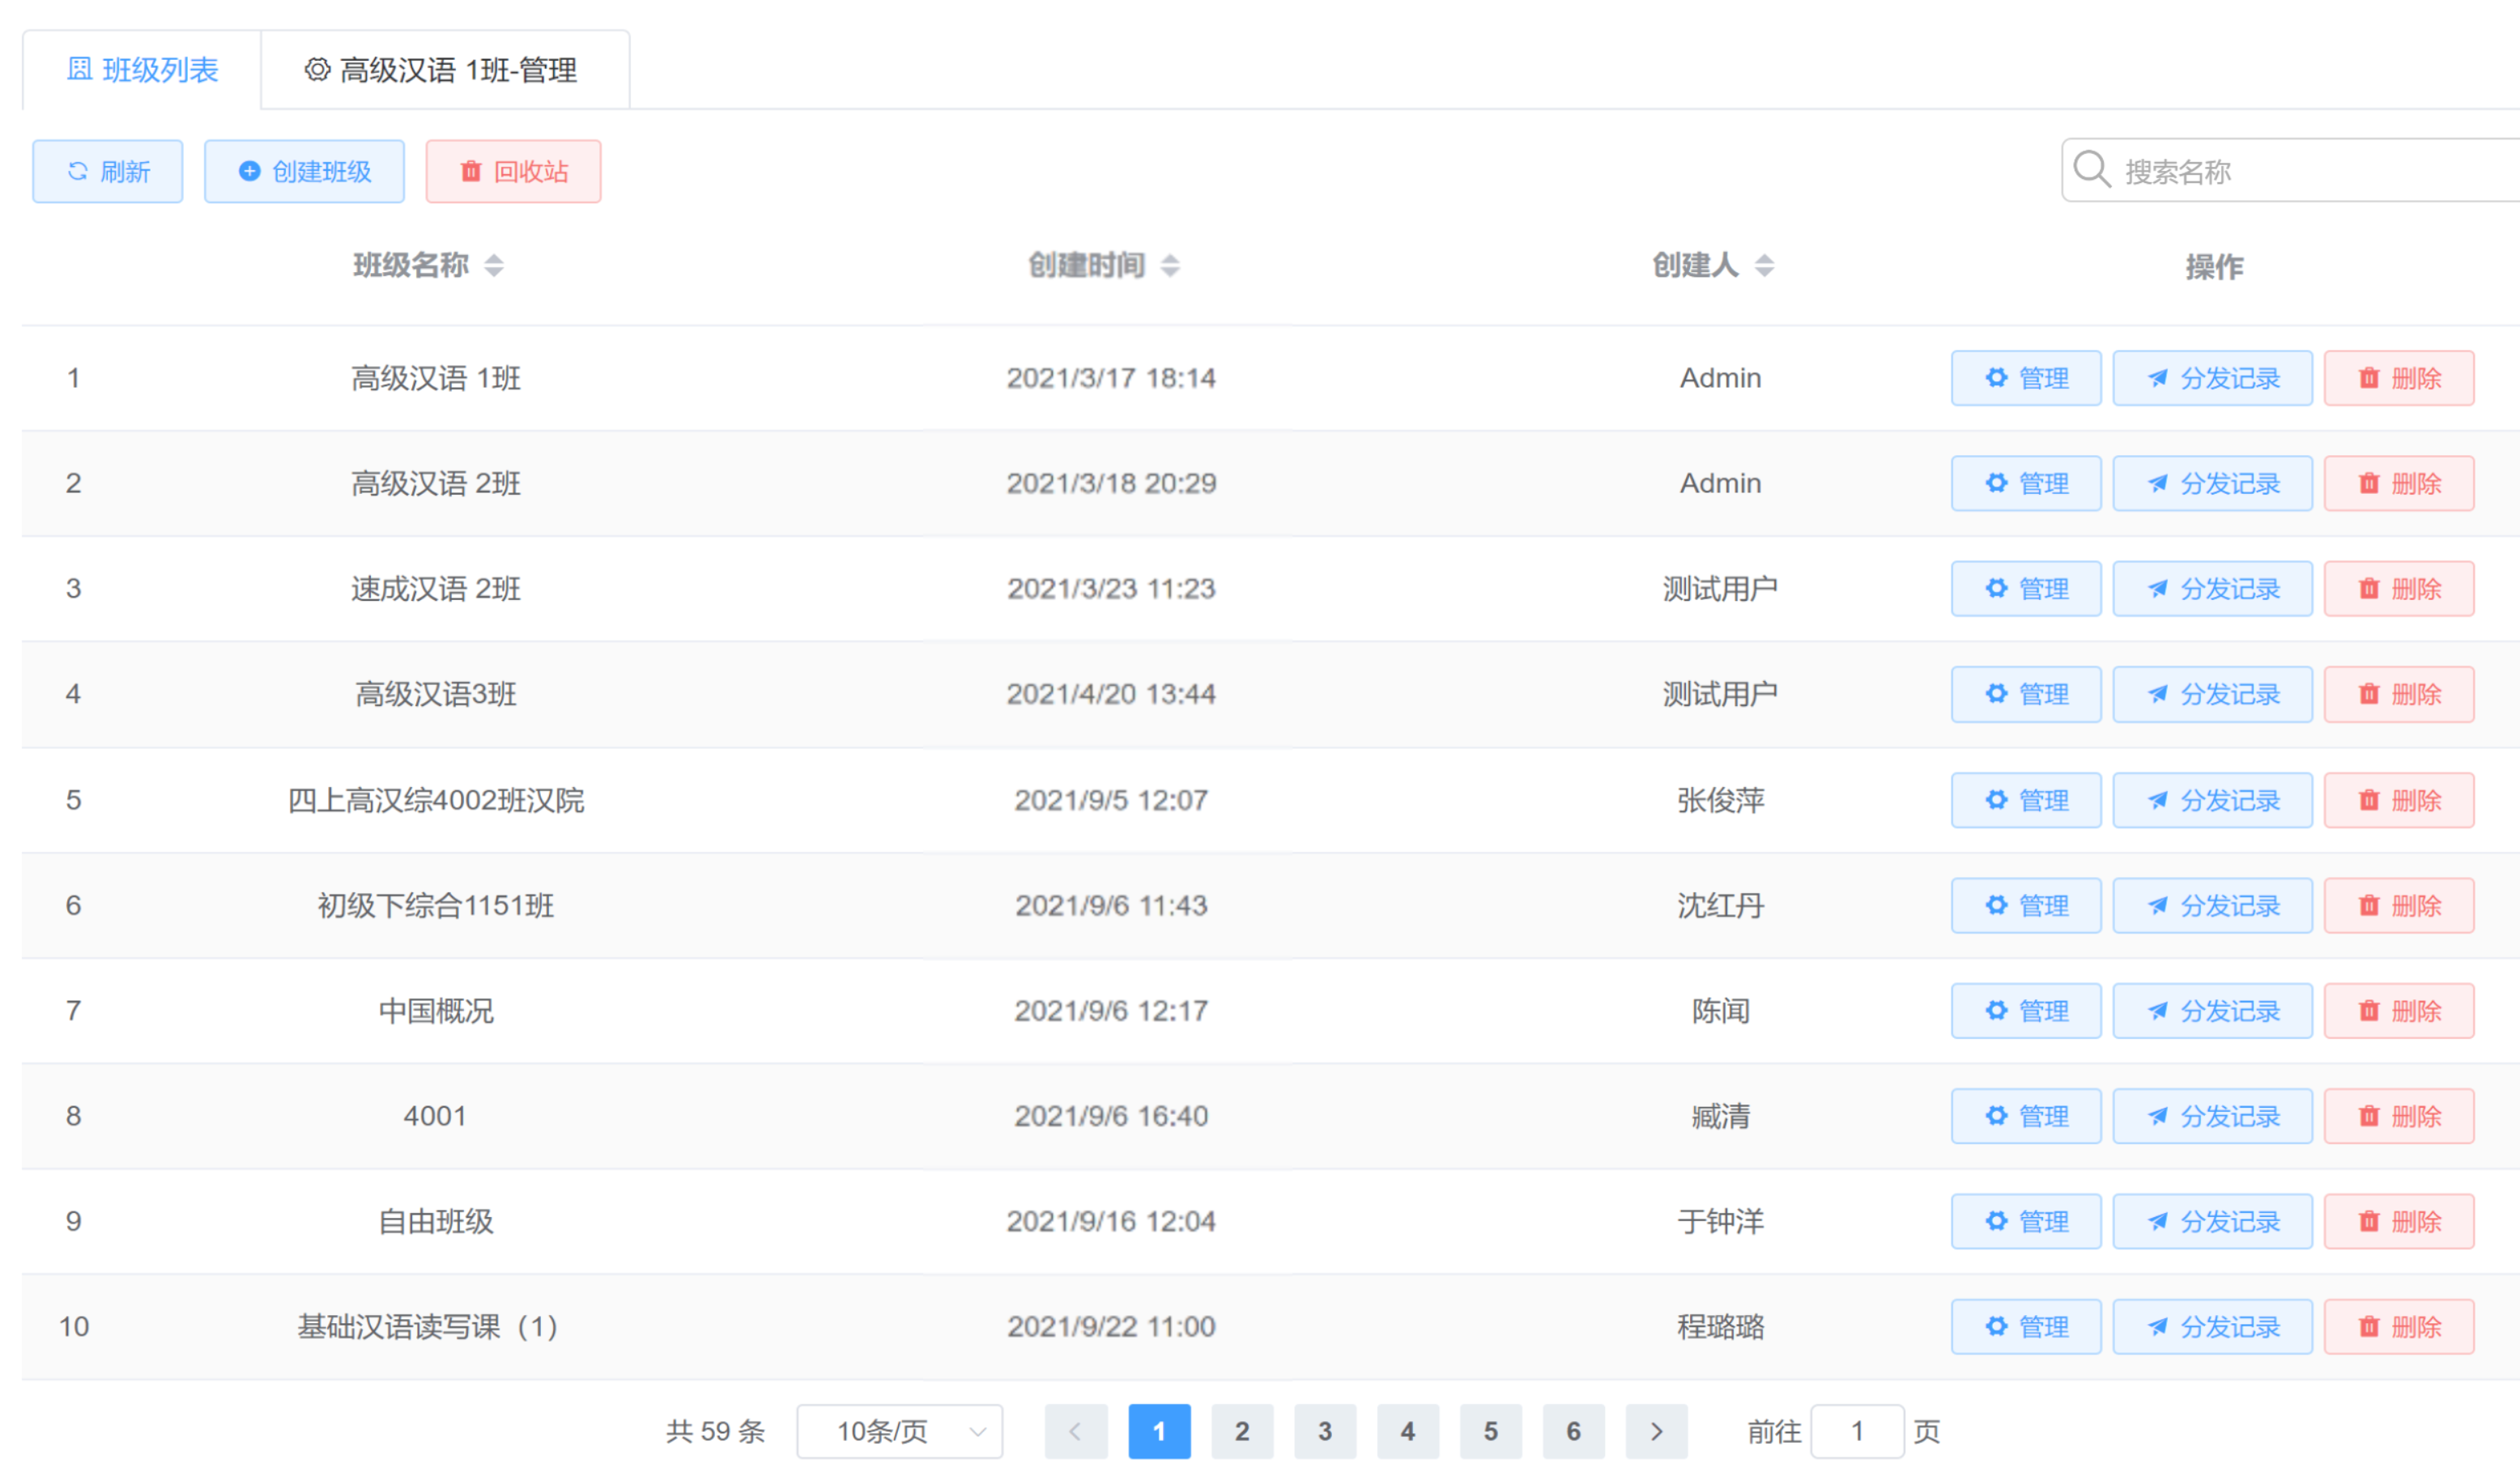 班级列表 高级汉语 1班-管理
刷新 创建班级 回收站 搜索名称
班级名称 创建时间 创建人 操作
1 高级汉语 1班 2021/3/17 18:14 Admin 管理 分发记录 删除
2 高级汉语 2班 2021/3/18 20:29 Admin 管理 分发记录 删除
3 速成汉语 2班 2021/3/23 11:23 测试用户 管理 分发记录 删除
4 高级汉语3班 2021/4/20 13:44 测试用户 管理 分发记录 删除
5 四上高汉综4002班汉院 2021/9/5 12:07 张俊萍 管理 分发记录 删除
6 初级下综合1151班 2021/9/6 11:43 沈红丹 管理 分发记录 删除
7 中国概况 2021/9/6 12:17 陈闻 管理 分发记录 删除
8 4001 2021/9/6 16:40 臧清 管理 分发记录 删除
9 自由班级 2021/9/16 12:04 于钟洋 管理 分发记录 删除
10 基础汉语读写课（1） 2021/9/22 11:00 程璐璐 管理 分发记录 删除
共 59 条 10条/页 1 2 3 4 5 6 前往 1 页